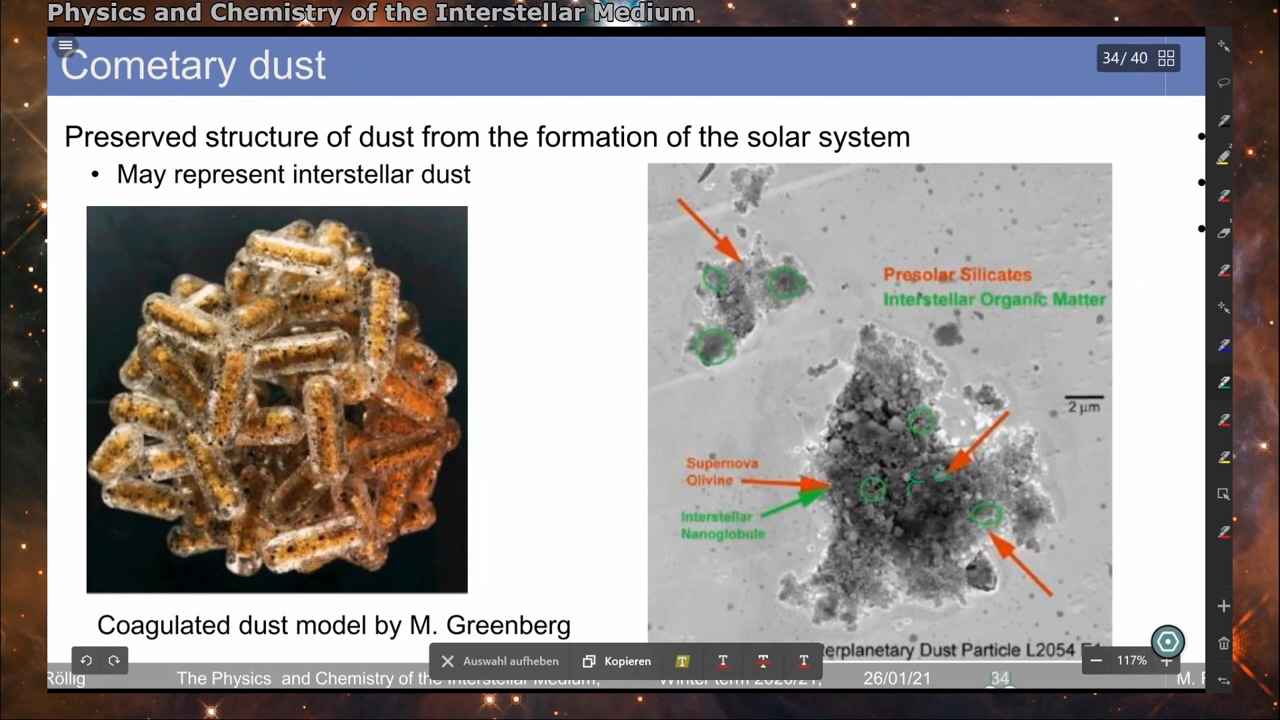 Physics and Chemistry of the Interstellar Medium
Cometary dust
34/ 40
Preserved structure of dust from the formation of the solar system
• May represent interstellar dust
Presolar Silicates
Interstellar Organic Matter
2 μm
Supernova
Olivine
Interstellar
Nanoglobule
Coagulated dust model by M. Greenberg
erplanetary Dust Particle L2054
Auswahl aufheben
Kopieren
T
T
T
T
117%
Röllig
The Physics and Chemistry of the Interstellar Medium,
Winter term 2020/21,
26/01/21
34
M.